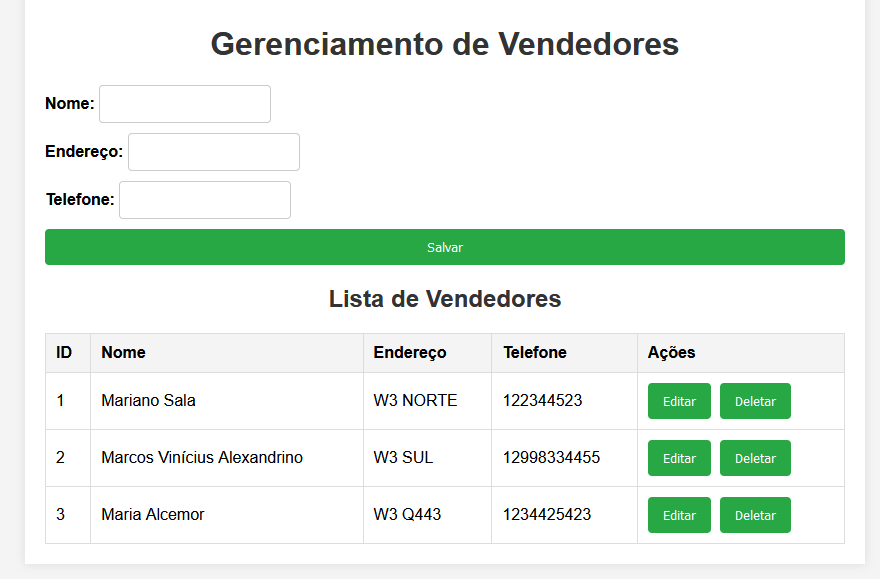 Gerenciamento de Vendedores
Nome:
Endereço:
Telefone:
Salvar
Lista de Vendedores
ID Nome Endereço Telefone Ações
1 Mariano Sala W3 NORTE 122344523 Editar Deletar
2 Marcos Vinícius Alexandrino W3 SUL 12998334455 Editar Deletar
3 Maria Alcemor W3 Q443 1234425423 Editar Deletar